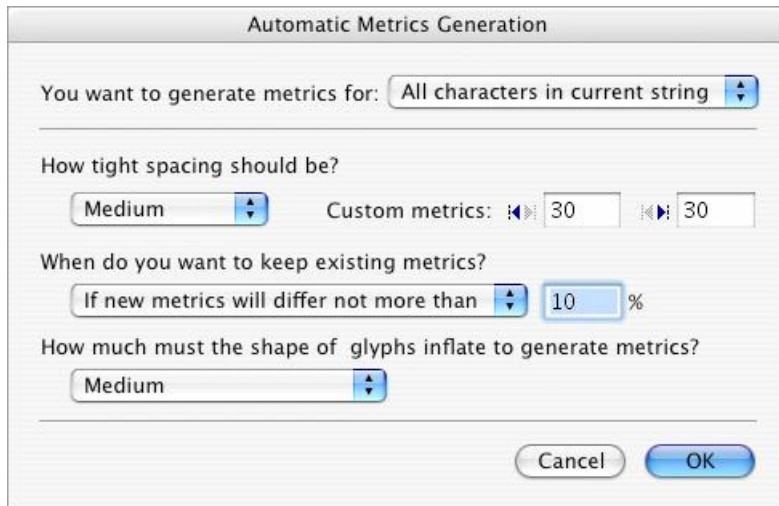 Automatic Metrics Generation
You want to generate metrics for: All characters in current string
How tight spacing should be?
Medium Custom metrics: 30 30
When do you want to keep existing metrics?
If new metrics will differ not more than 10 %
How much must the shape of glyphs inflate to generate metrics?
Medium
Cancel OK